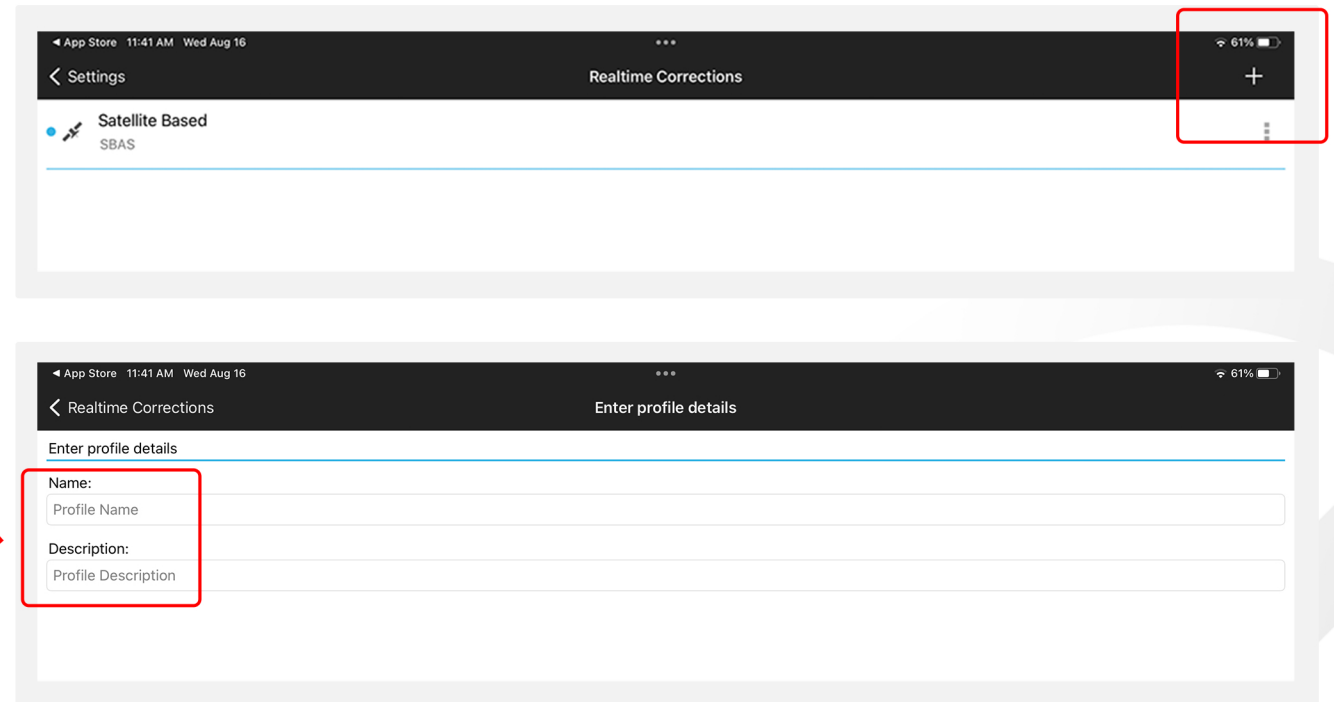 App Store 11:41 AM Wed Aug 16 61%
Settings Realtime Corrections +
Satellite Based
SBAS
App Store 11:41 AM Wed Aug 16 61%
Realtime Corrections Enter profile details
Enter profile details
Name:
Profile Name
Description:
Profile Description